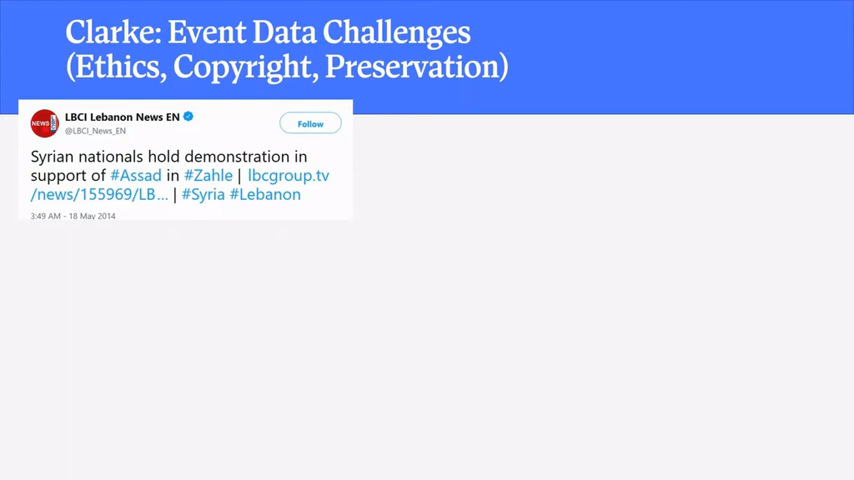 Clarke: Event Data Challenges
(Ethics, Copyright, Preservation)
NEWS
LBCI Lebanon News EN
@LBCI_News_EN
Follow
Syrian nationals hold demonstration in
support of #Assad in #Zahle | lbcgroup.tv
/news/155969/LB... | #Syria #Lebanon
3:49 AM - 18 May 2014